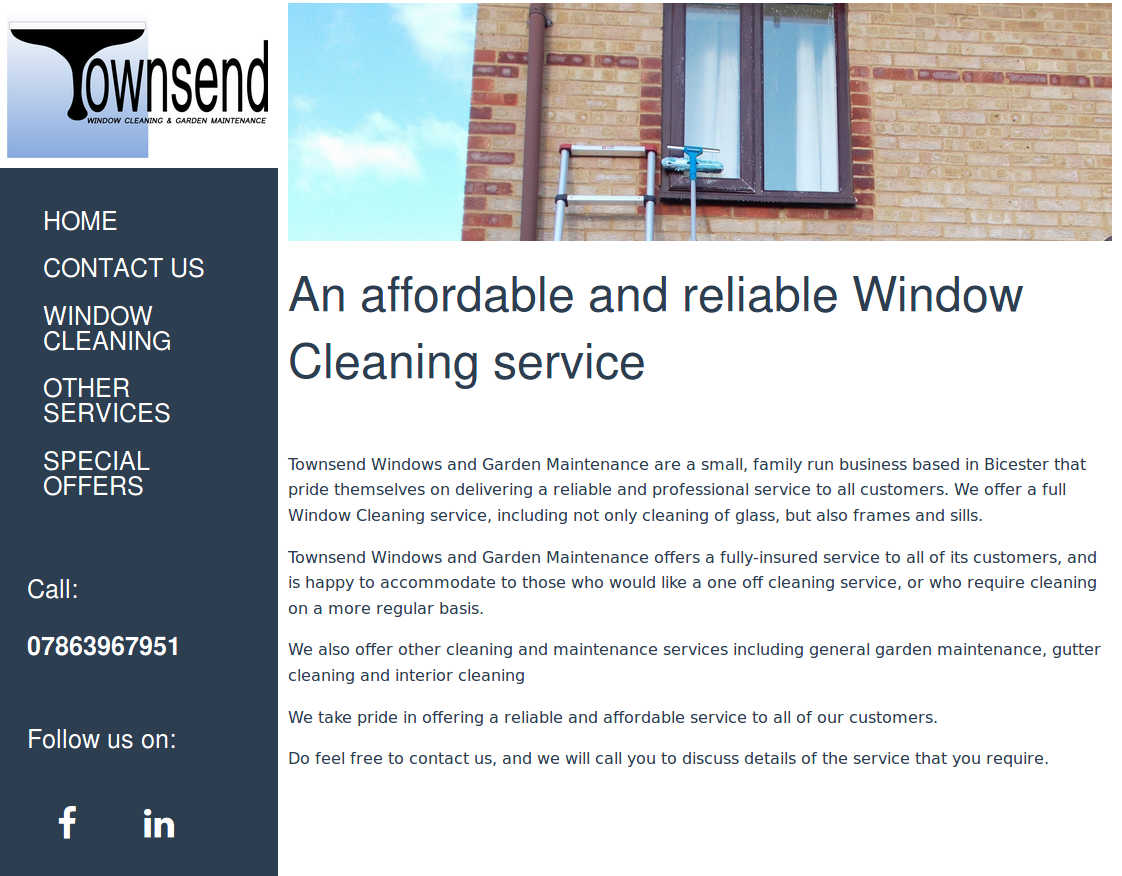 Townsend
WINDOW CLEANING & GARDEN MAINTENANCE
HOME
CONTACT US
WINDOW
CLEANING
OTHER
SERVICES
SPECIAL
OFFERS
Call:
07863967951
Follow us on:
f
in
An affordable and reliable Window
Cleaning service
Townsend Windows and Garden Maintenance are a small, family run business based in Bicester that
pride themselves on delivering a reliable and professional service to all customers. We offer a full
Window Cleaning service, including not only cleaning of glass, but also frames and sills.
Townsend Windows and Garden Maintenance offers a fully-insured service to all of its customers, and
is happy to accommodate to those who would like a one off cleaning service, or who require cleaning
on a more regular basis.
We also offer other cleaning and maintenance services including general garden maintenance, gutter
cleaning and interior cleaning
We take pride in offering a reliable and affordable service to all of our customers.
Do feel free to contact us, and we will call you to discuss details of the service that you require.